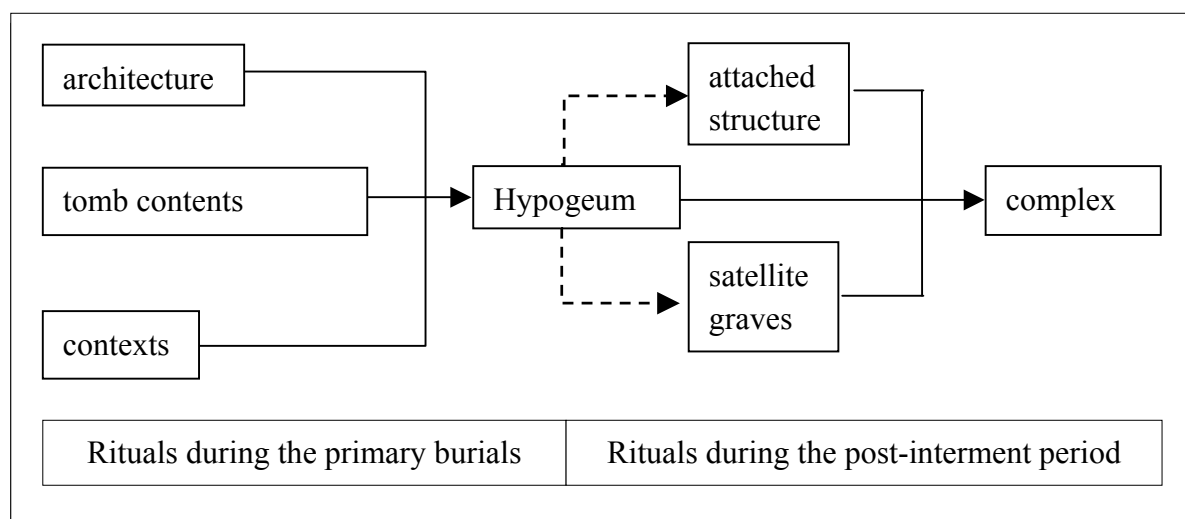 architecture
tomb contents
contexts
Hypogeum
attached
structure
satellite
graves
complex
Rituals during the primary burials
Rituals during the post-interment period